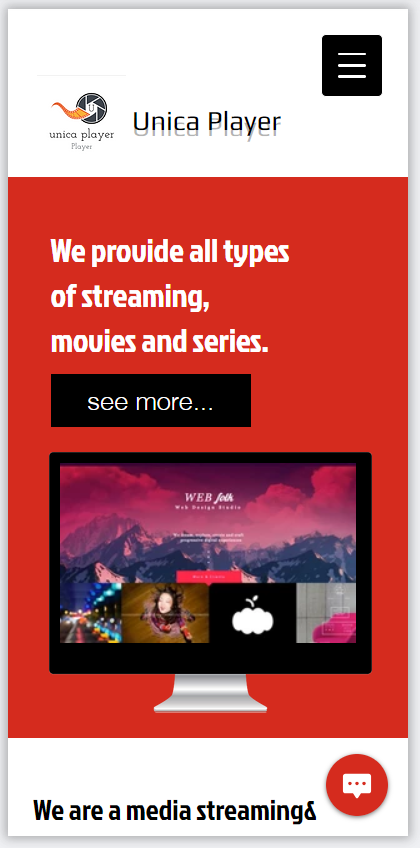 unica player
Player
Unica Player
We provide all types
of streaming,
movies and series.
see more...
WEB folk
Web Design Studio
We are a media streaming&